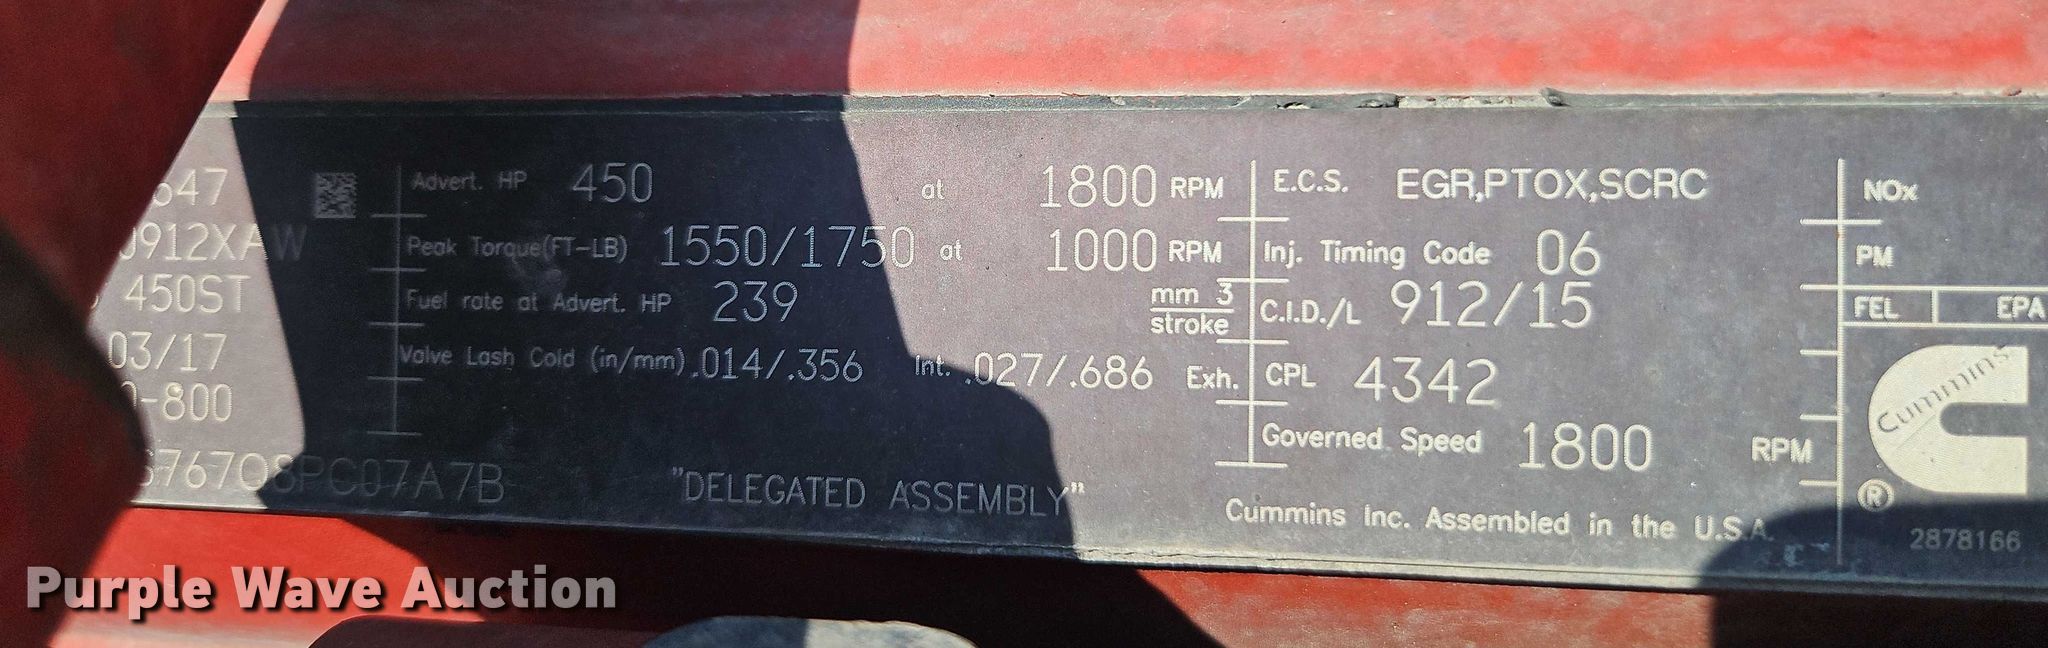 647
Advert. HP 450 at 1800 RPM
E.C.S. EGR,PTOX,SCRC
NOx
0912XAW
Peak Torque(FT-LB) 1550/1750 at 1000 RPM
Inj. Timing Code 06
PM
450ST
Fuel rate at Advert. HP 239 mm 3
stroke
C.I.D./L 912/15
FEL EPA
03/17
Valve Lash Cold (in/mm) .014/.356 Int. .027/.686 Exh.
CPL 4342
Cummins
0-800
Governed Speed 1800 RPM
76708PC07A7B
"DELEGATED ASSEMBLY"
Cummins Inc. Assembled in the U.S.A.
®
2878166
Purple Wave Auction